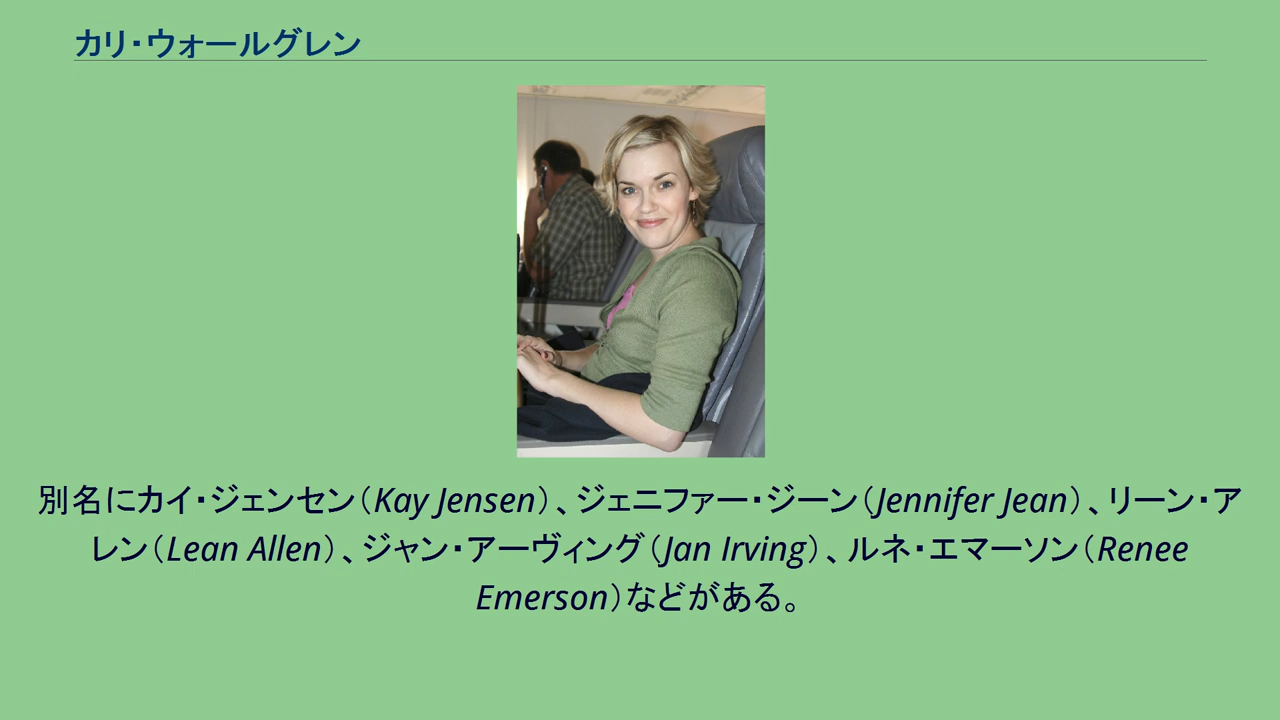 カリ・ウォールグレン
別名にカイ・ジェンセン（Kay Jensen）、ジェニファー・ジーン（Jennifer Jean）、リーン・ア
レン（Lean Allen）、ジャン・アーヴィング（Jan Irving）、ルネ・エマーソン（Renee
Emerson）などがある。